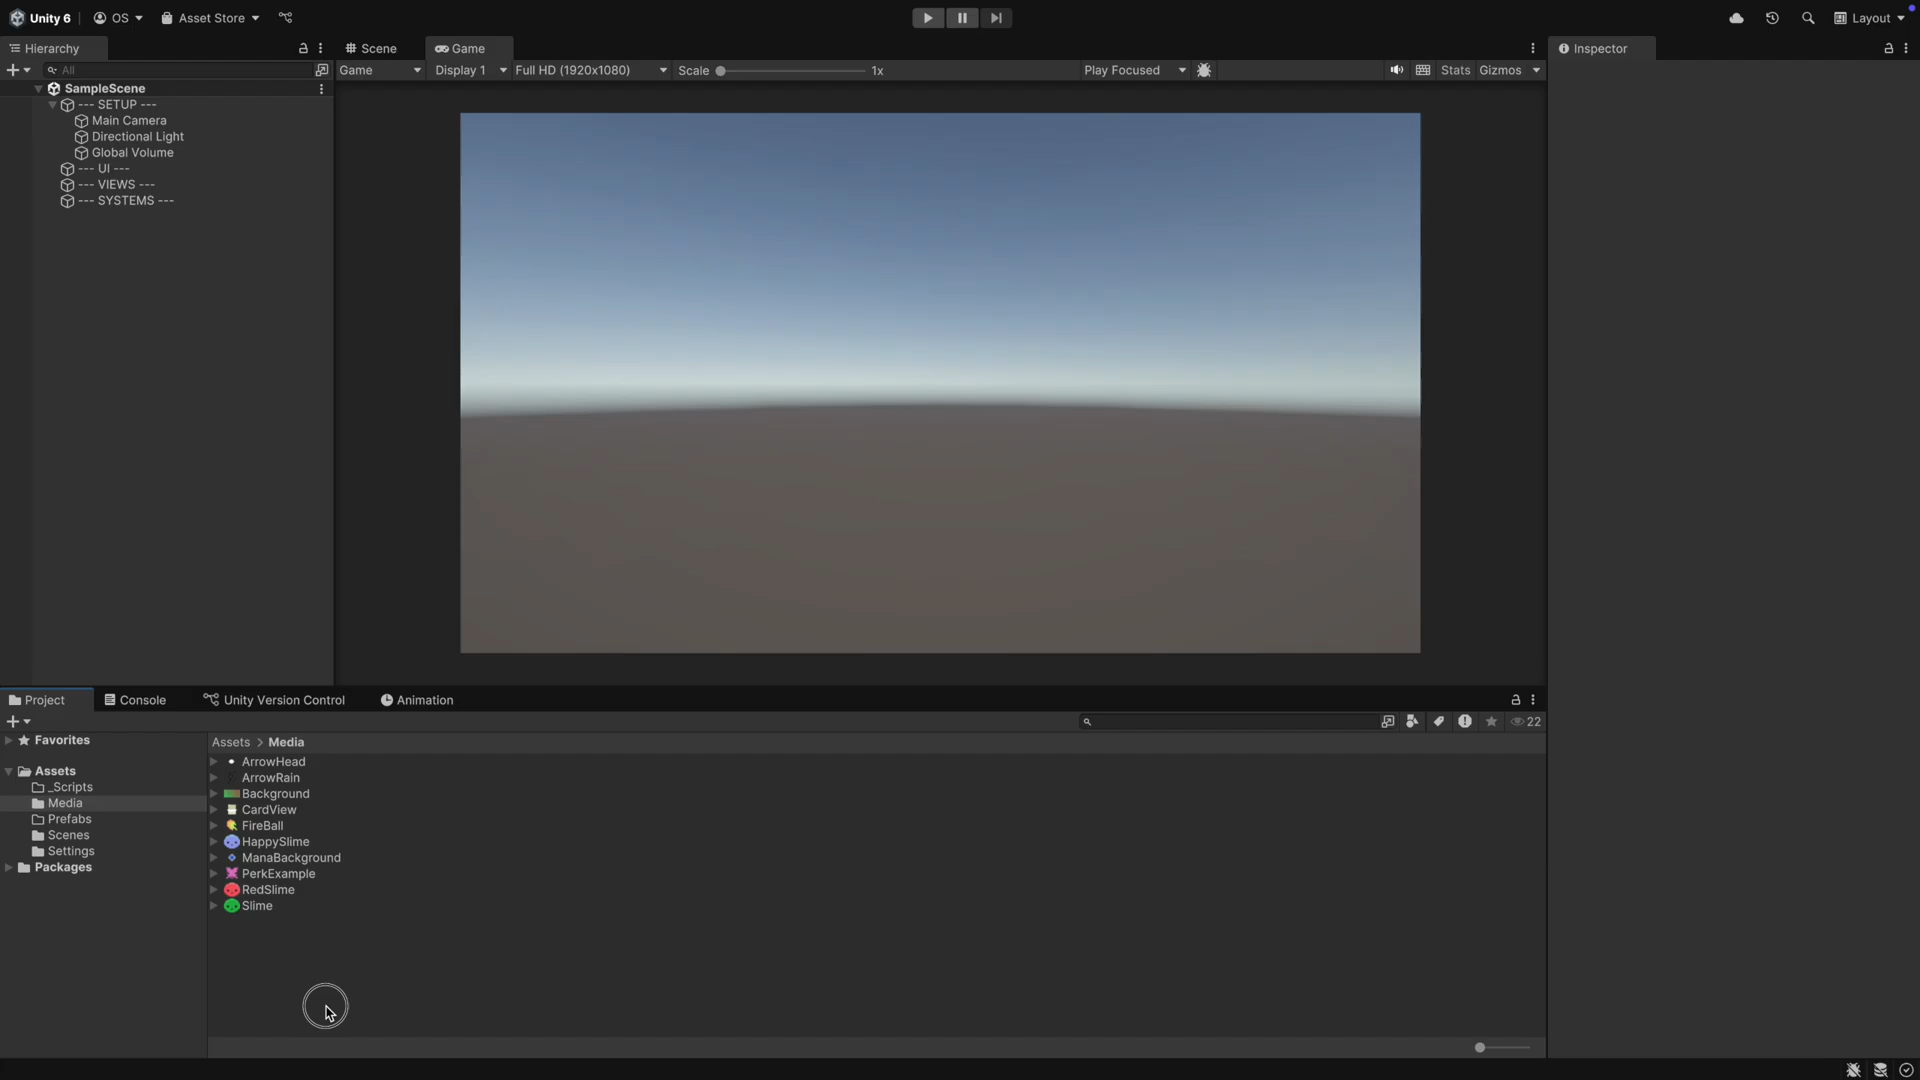 Unity 6 OS Asset Store Layout
Hierarchy Scene Game Inspector
All Game Display 1 Full HD (1920x1080) Scale 1x Play Focused Stats Gizmos
SampleScene
--- SETUP ---
Main Camera
Directional Light
Global Volume
--- UI ---
--- VIEWS ---
--- SYSTEMS ---
Project Console Unity Version Control Animation
22
Favorites
Assets
_Scripts
Media
Prefabs
Scenes
Settings
Packages
Assets > Media
ArrowHead
ArrowRain
Background
CardView
FireBall
HappySlime
ManaBackground
PerkExample
RedSlime
Slime